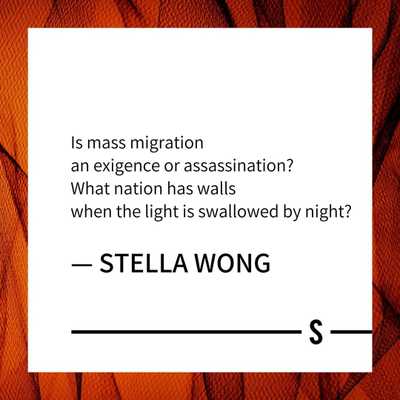 Is mass migration
an exigence or assassination?
What nation has walls
when the light is swallowed by night?
— STELLA WONG
S